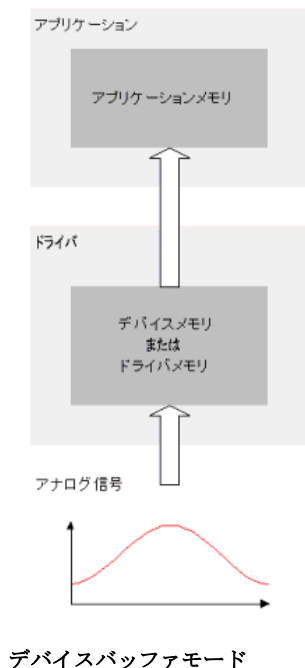 アプリケーション
アプリケーションメモリ
ドライバ
デバイスメモリ
または
ドライバメモリ
アナログ信号
デバイスバッファモード